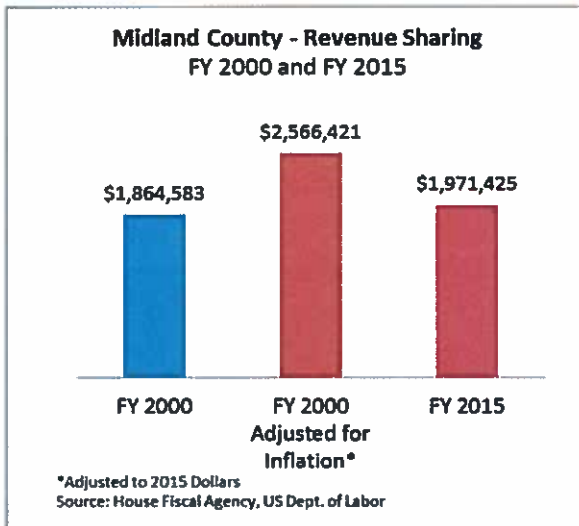 Midland County - Revenue Sharing
FY 2000 and FY 2015
$2,566,421
$1,864,583
$1,971,425
FY 2000
FY 2000
Adjusted for
Inflation*
FY 2015
*Adjusted to 2015 Dollars
Source: House Fiscal Agency, US Dept. of Labor